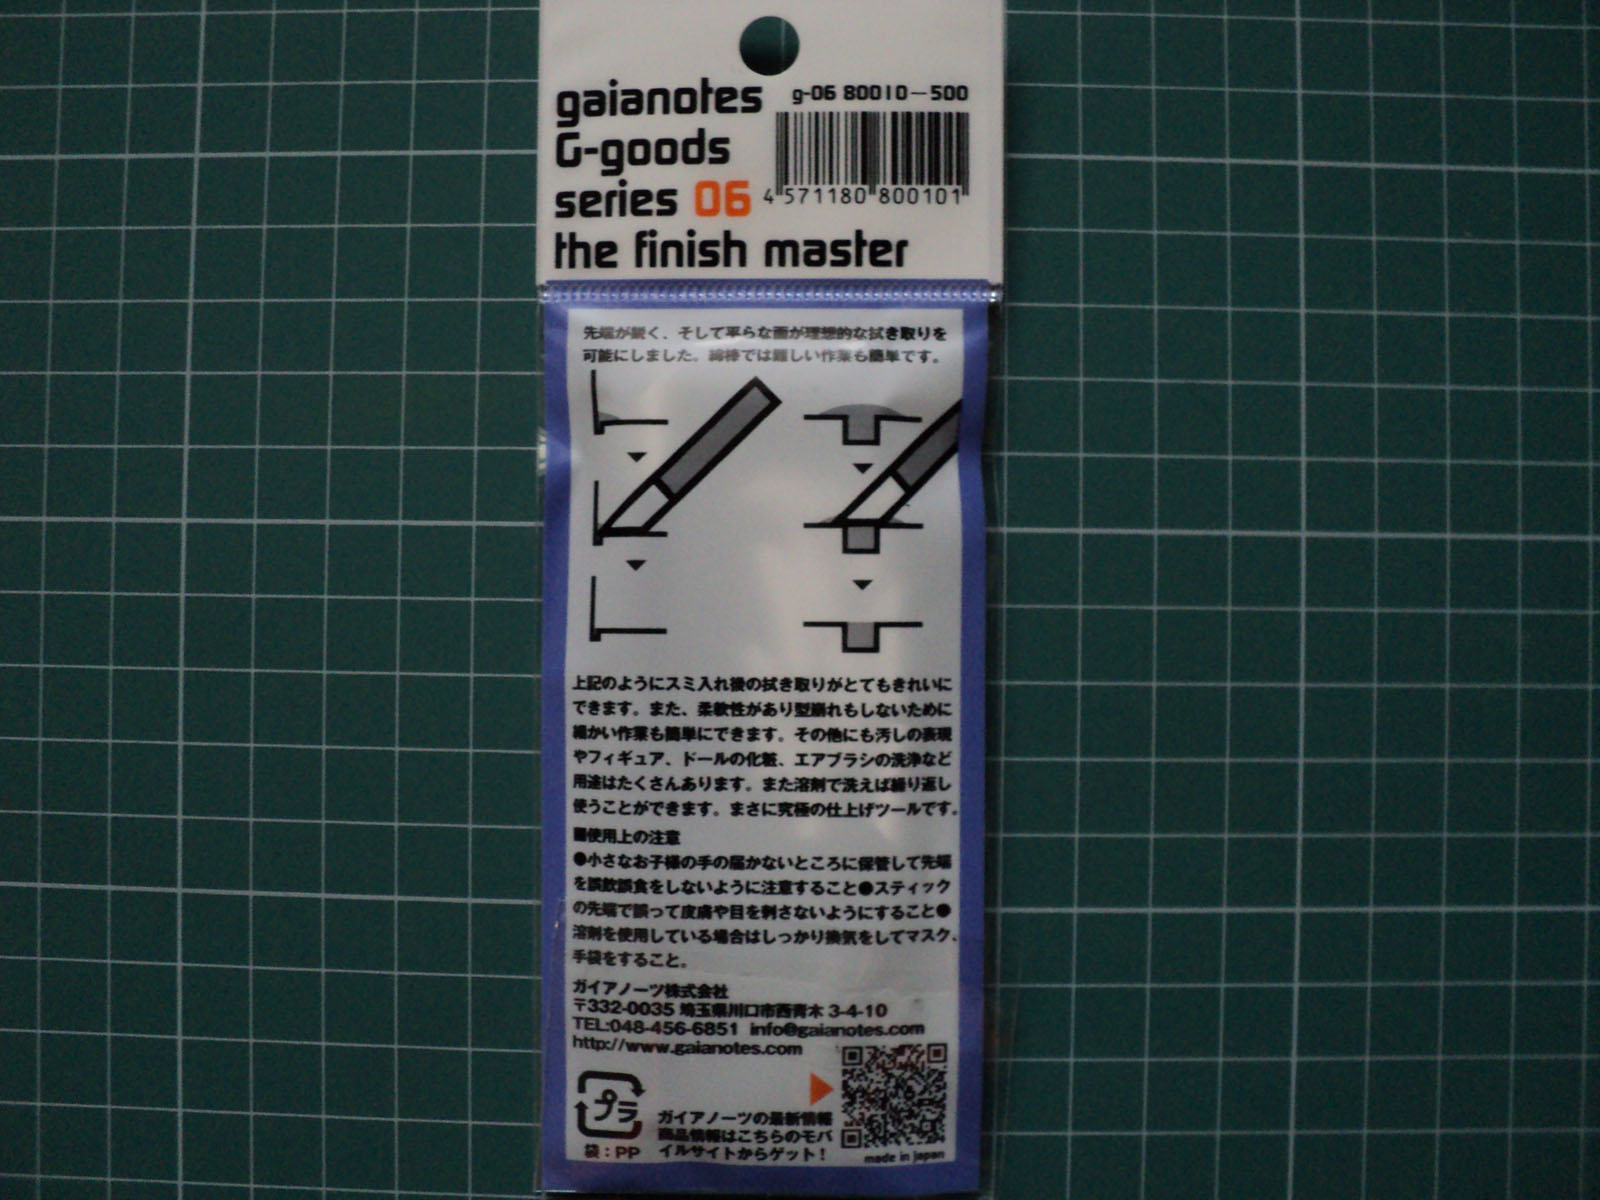 gaianotes
g-06 80010-500
G-goods
series 06
4 571180 800101
the finish master
先端が鋭く、そして平らな面が理想的な拭き取りを
可能にしました。綿棒では難しい作業も簡単です。
上記のようにスミ入れ後の拭き取りがとてもきれいに
できます。また、柔軟性があり型崩れもしないために
細かい作業も簡単にできます。その他にも汚しの表現
やフィギュア、ドールの化粧、エアブラシの洗浄など
用途はたくさんあります。また溶剤で洗えば繰り返し
使うことができます。まさに究極の仕上げツールです。
■使用上の注意
●小さなお子様の手の届かないところに保管して先端
を誤飲誤食をしないように注意すること●スティック
の先端で誤って皮膚や目を刺さないようにすること●
溶剤を使用している場合はしっかり換気をしてマスク、
手袋をすること。
ガイアノーツ株式会社
〒332-0035 埼玉県川口市西青木 3-4-10
TEL:048-456-6851 info@gaianotes.com
http://www.gaianotes.com
プラ
袋：PP
ガイアノーツの最新情報
商品情報はこちらのモバ
イルサイトからゲット！
made in japan